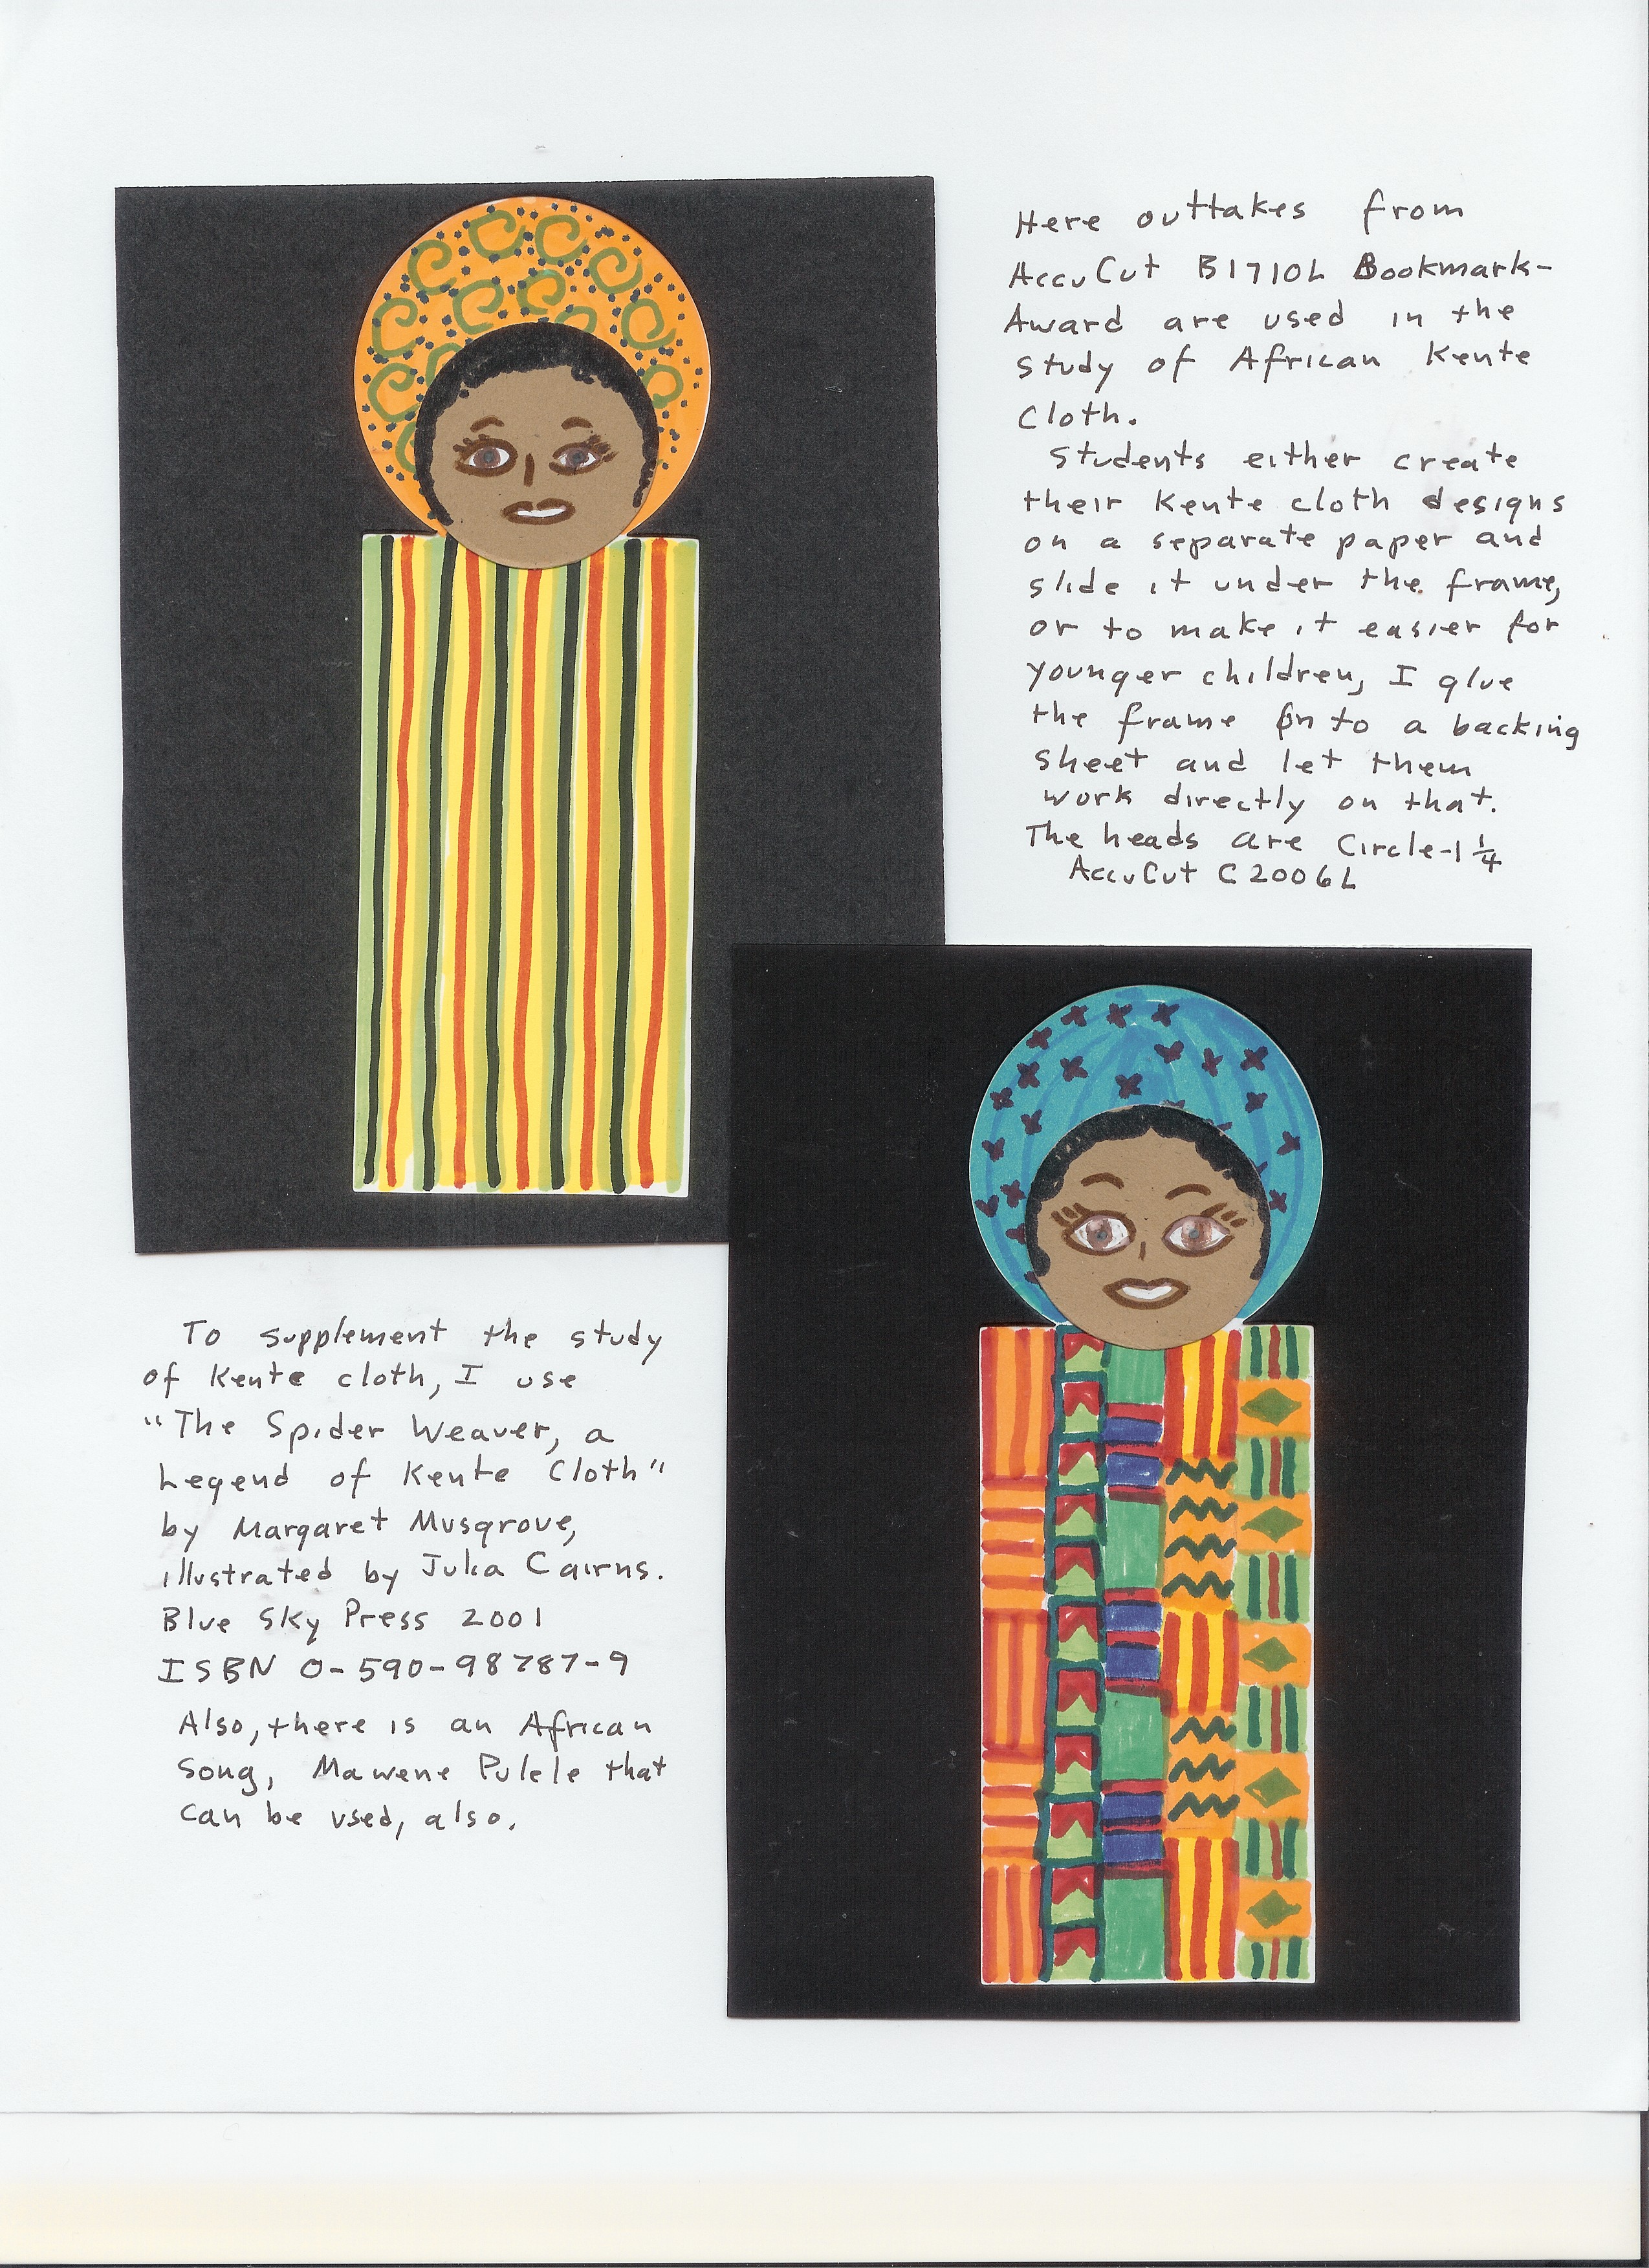 Here outtakes from
AccuCut B1710L Bookmark-
Award are used in the
study of African Kente
Cloth.
Students either create
their Kente cloth designs
on a separate paper and
slide it under the frame,
or to make it easier for
younger children, I glue
the frame on to a backing
sheet and let them
work directly on that.
The heads are Circle-1 1/4
AccuCut C2006L
To supplement the study
of Kente cloth, I use
"The Spider Weaver, a
Legend of Kente Cloth"
by Margaret Musgrove,
illustrated by Julia Cairns.
Blue Sky Press 2001
ISBN 0-590-98787-9
Also, there is an African
Song, Mawene Pulele that
can be used, also.